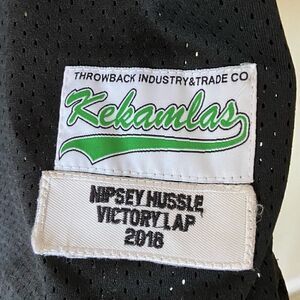 THROWBACK INDUSTRY&TRADE CO
Kekamlas
NIPSEY HUSSLE
VICTORY LAP
2018